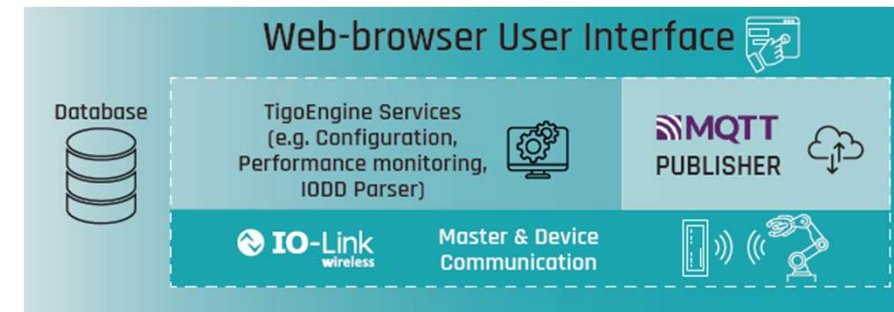 Web-browser User Interface
Database
TigoEngine Services
(e.g. Configuration,
Performance monitoring,
IODD Parser)
MQTT
PUBLISHER
IO-Link
wireless
Master & Device
Communication